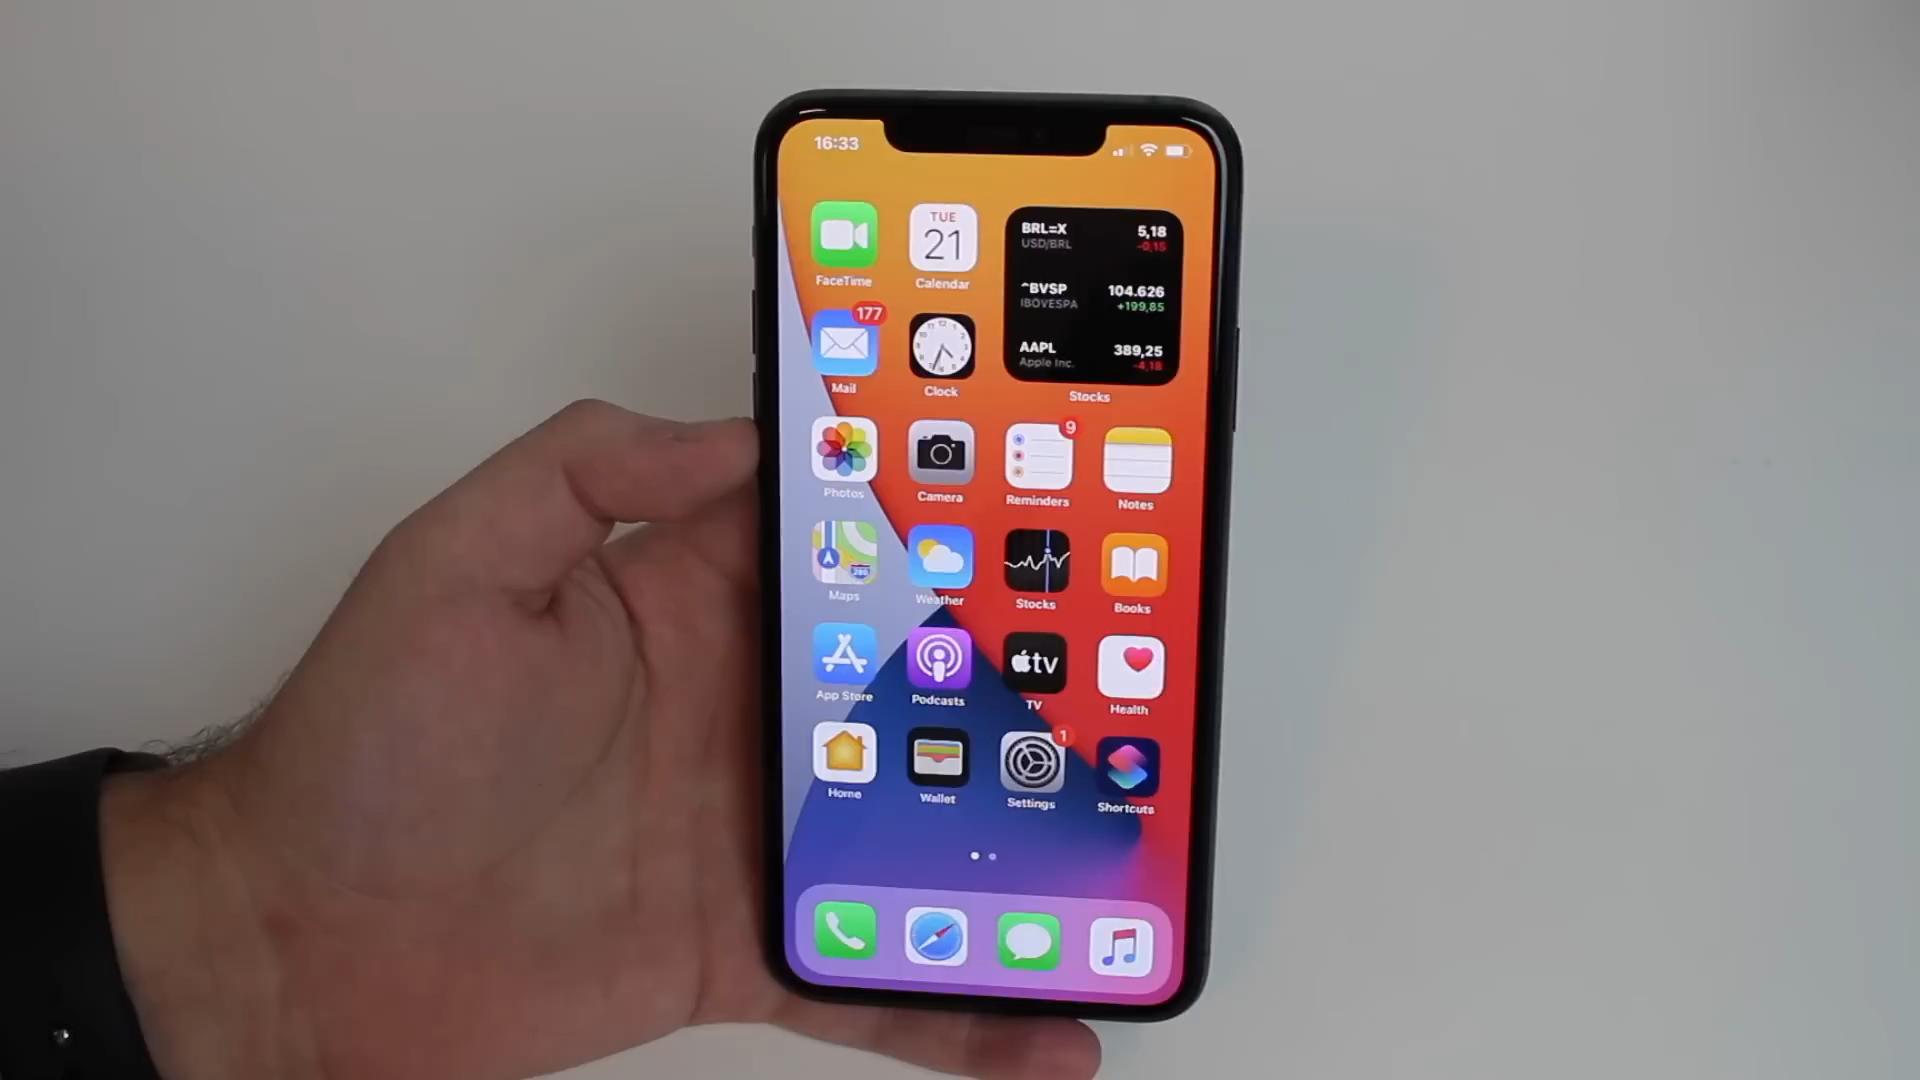 16:33
TUE
21
FaceTime
Calendar
BRL=X 5,18
USD/BRL -0,15
^BVSP 104.626
IBOVESPA +199,85
AAPL 389,25
Apple Inc. -4,18
Stocks
177
Mail
Clock
9
Photos
Camera
Reminders
Notes
280
Maps
Weather
Stocks
Books
tv
App Store
Podcasts
TV
Health
1
Home
Wallet
Settings
Shortcuts